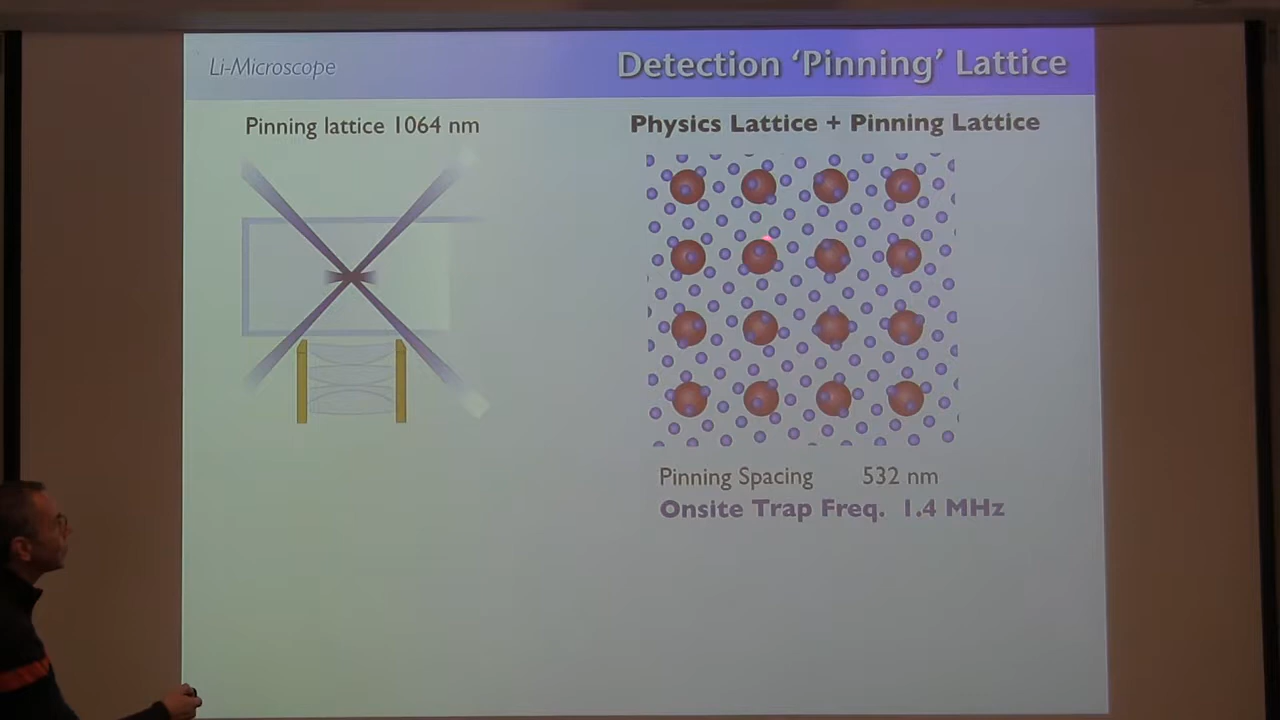 Li-Microscope
Detection ‘Pinning’ Lattice
Pinning lattice 1064 nm
Physics Lattice + Pinning Lattice
Pinning Spacing 532 nm
Onsite Trap Freq. 1.4 MHz